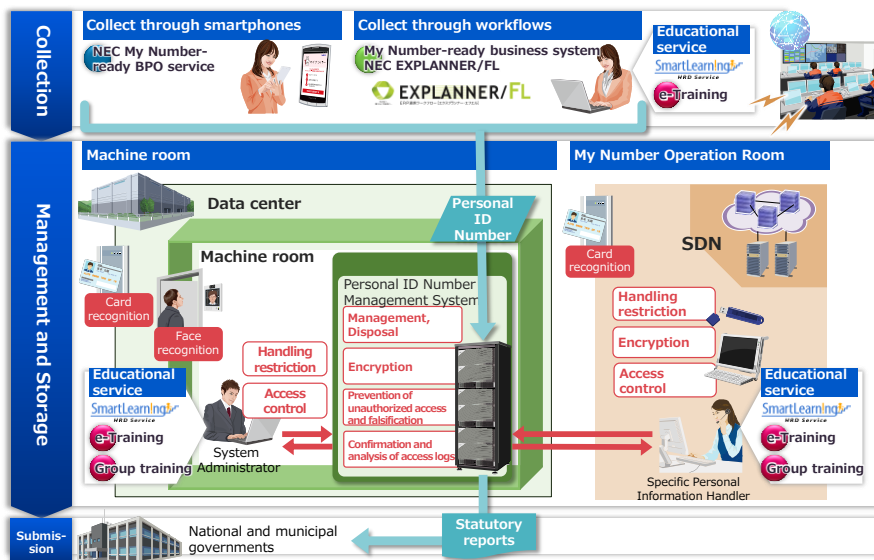 Collection
Collect through smartphones
NEC My Number-
ready BPO service
Collect through workflows
My Number-ready business system
NEC EXPLANNER/FL
EXPLANNER/FL
Educational
service
SmartLearning
HRD Service
e-Training
Management and Storage
Machine room
Data center
Machine room
Personal
ID
Number
Card
recognition
Face
recognition
Handling
restriction
Access
control
Personal ID Number
Management System
Management,
Disposal
Encryption
Prevention of
unauthorized access
and falsification
Confirmation and
analysis of access logs
Educational
service
SmartLearning
HRD Service
e-Training
Group training
System
Administrator
My Number Operation Room
Card
recognition
SDN
Handling
restriction
Encryption
Access
control
Educational
service
SmartLearning
HRD Service
e-Training
Group training
Specific Personal
Information Handler
Submis-
sion
National and municipal
governments
Statutory
reports